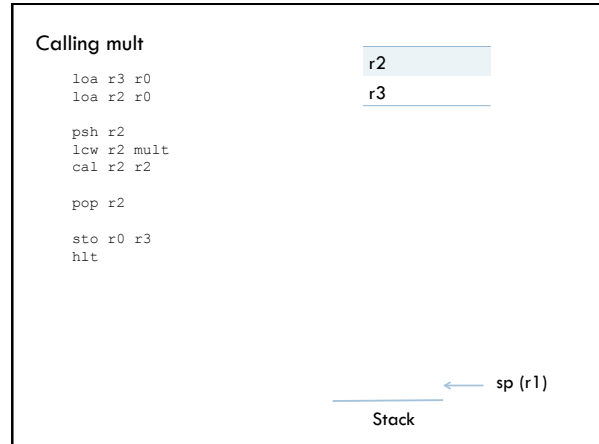 Calling mult
loa r3 r0
loa r2 r0
psh r2
lcw r2 mult
cal r2 r2
pop r2
sto r0 r3
hlt
r2
r3
sp (r1)
Stack